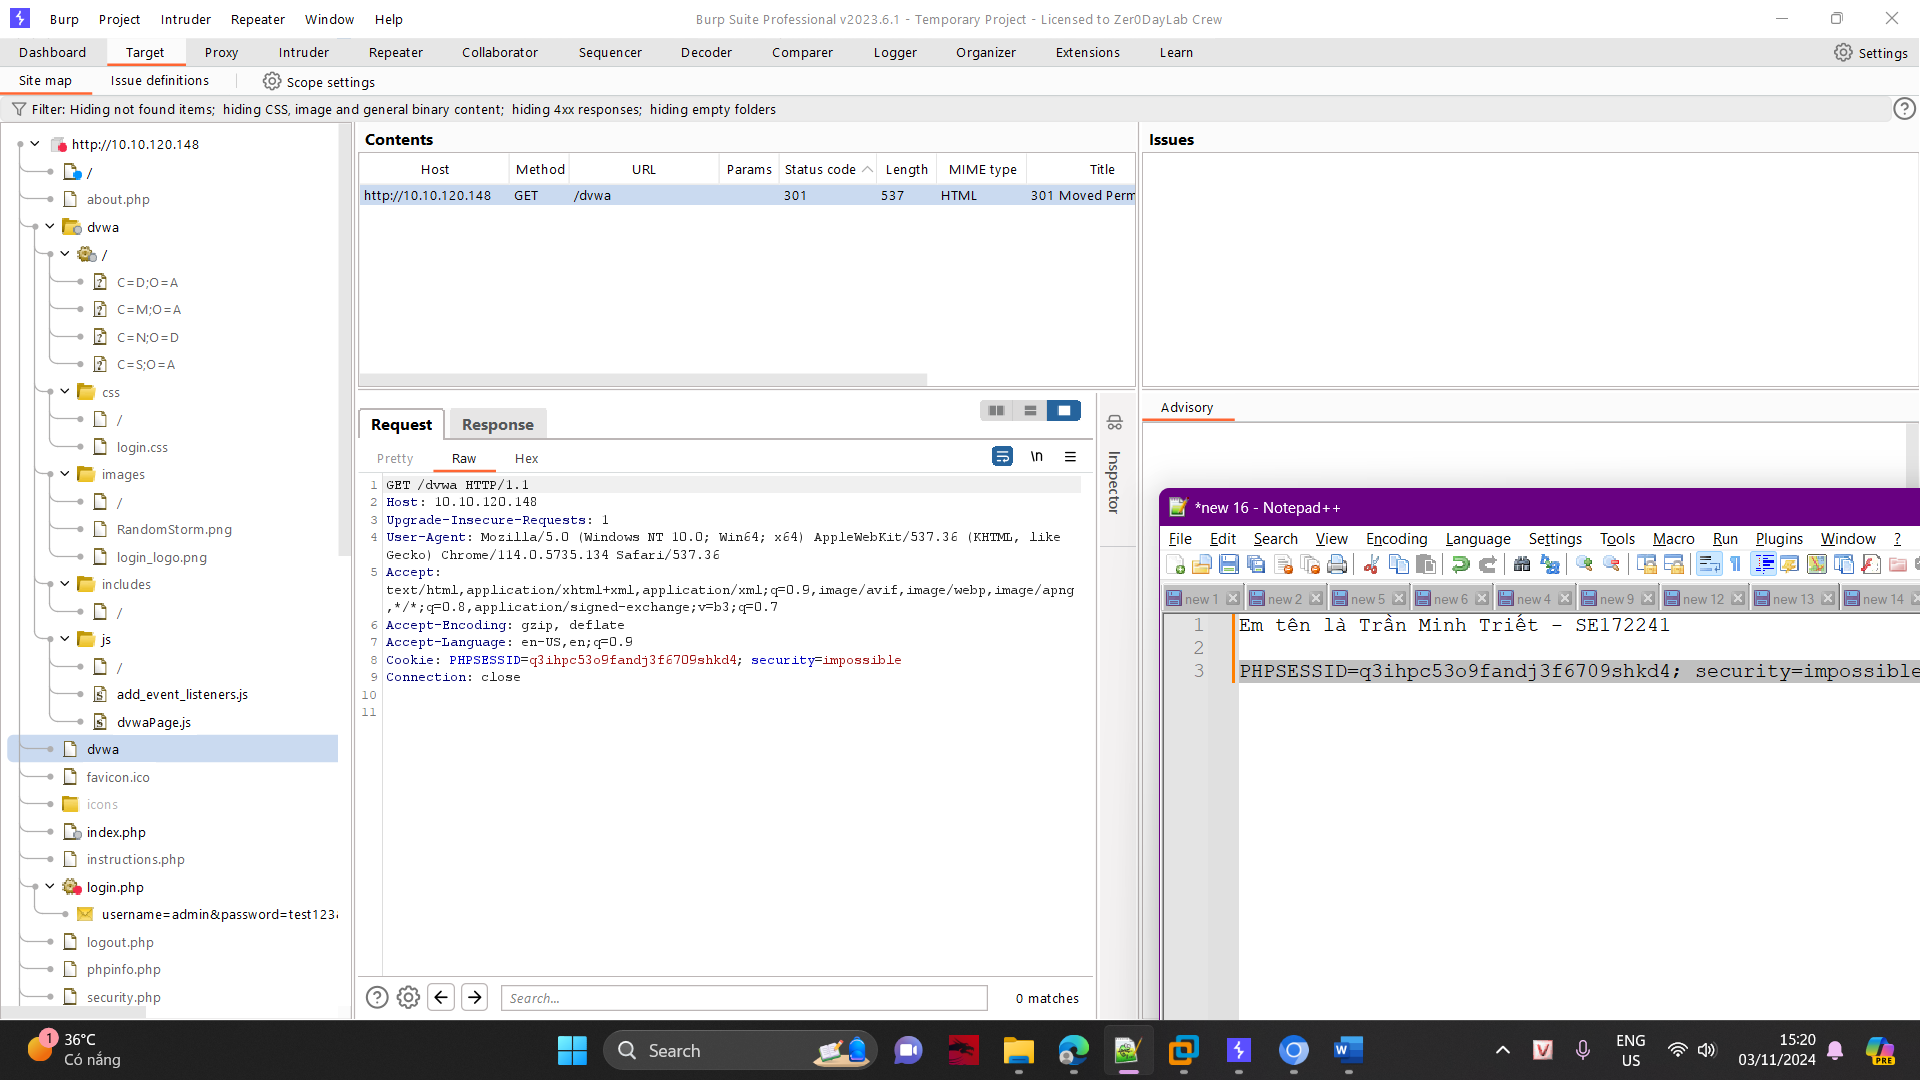 Burp Project Intruder Repeater Window Help
Burp Suite Professional v2023.6.1 - Temporary Project - Licensed to Zer0DayLab Crew
Dashboard Target Proxy Intruder Repeater Collaborator Sequencer Decoder Comparer Logger Organizer Extensions Learn Settings
Site map Issue definitions Scope settings
Filter: Hiding not found items; hiding CSS, image and general binary content; hiding 4xx responses; hiding empty folders ?
http://10.10.120.148
/
about.php
dvwa
/
C=D;O=A
C=M;O=A
C=N;O=D
C=S;O=A
css
/
login.css
images
/
RandomStorm.png
login_logo.png
includes
/
js
/
add_event_listeners.js
dvwaPage.js
dvwa
favicon.ico
icons
index.php
instructions.php
login.php
username=admin&password=test123
logout.php
phpinfo.php
security.php
Contents
Host Method URL Params Status code Length MIME type Title
http://10.10.120.148 GET /dvwa 301 537 HTML 301 Moved Perm
Request Response
Pretty Raw Hex \n
1 GET /dvwa HTTP/1.1
2 Host: 10.10.120.148
3 Upgrade-Insecure-Requests: 1
4 User-Agent: Mozilla/5.0 (Windows NT 10.0; Win64; x64) AppleWebKit/537.36 (KHTML, like
Gecko) Chrome/114.0.5735.134 Safari/537.36
5 Accept:
text/html,application/xhtml+xml,application/xml;q=0.9,image/avif,image/webp,image/apng
,*/*;q=0.8,application/signed-exchange;v=b3;q=0.7
6 Accept-Encoding: gzip, deflate
7 Accept-Language: en-US,en;q=0.9
8 Cookie: PHPSESSID=q3ihpc53o9fandj3f6709shkd4; security=impossible
9 Connection: close
10
11
? Search... 0 matches
Inspector
Issues
Advisory
*new 16 - Notepad++
File Edit Search View Encoding Language Settings Tools Macro Run Plugins Window ?
new 1 new 2 new 5 new 6 new 4 new 9 new 12 new 13 new 14
1 Em tên là Trần Minh Triết - SE172241
2
3 PHPSESSID=q3ihpc53o9fandj3f6709shkd4; security=impossible
1 36°C
Có nắng
Search
ENG
US
15:20
03/11/2024
PRE